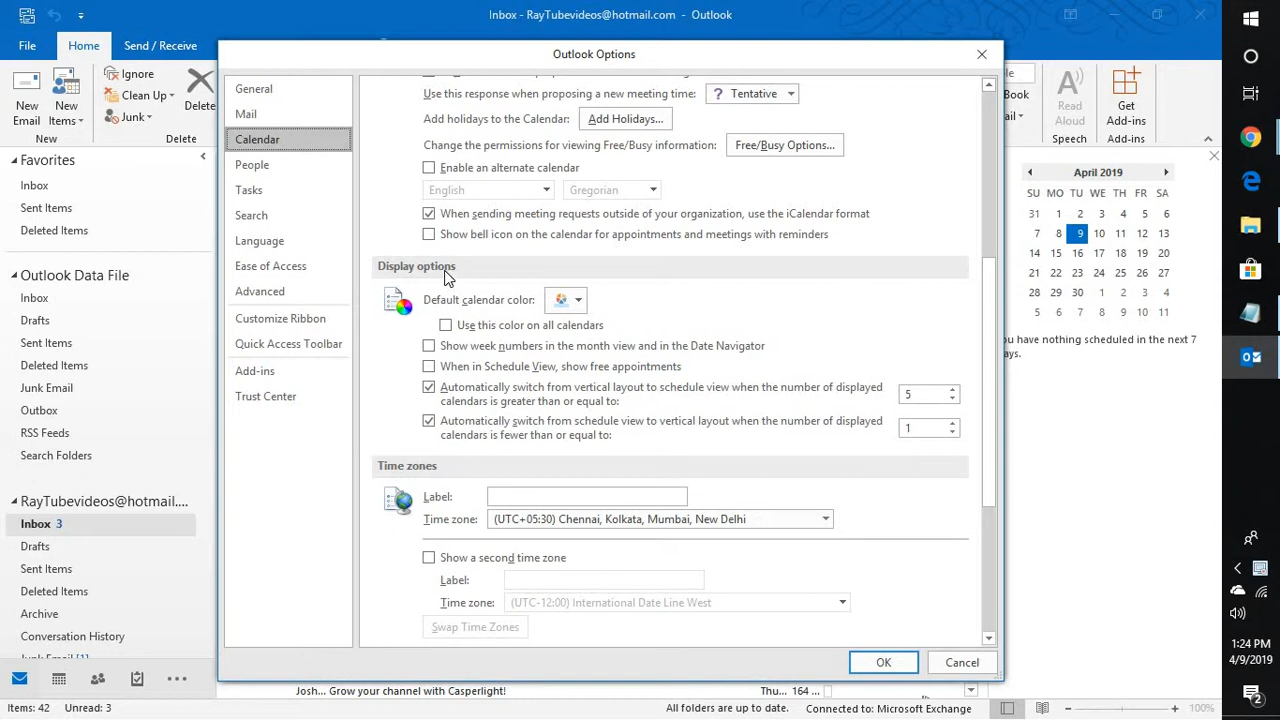 Inbox - RayTubevideos@hotmail.com - Outlook
File
Home
Send / Receive
New
Email
New
Items
Ignore
Clean Up
Junk
Delete
New
Delete
Book
Read
Aloud
Get
Add-ins
Speech
Add-ins
Favorites
Inbox
Sent Items
Deleted Items
Outlook Data File
Inbox
Drafts
Sent Items
Deleted Items
Junk Email
Outbox
RSS Feeds
Search Folders
RayTubevideos@hotmail....
Inbox 3
Drafts
Sent Items
Deleted Items
Archive
Conversation History
Junk Email [1]
Items: 42
Unread: 3
Outlook Options
General
Mail
Calendar
People
Tasks
Search
Language
Ease of Access
Advanced
Customize Ribbon
Quick Access Toolbar
Add-ins
Trust Center
Use this response when proposing a new meeting time:
? Tentative
Add holidays to the Calendar:
Add Holidays...
Change the permissions for viewing Free/Busy information:
Free/Busy Options...
Enable an alternate calendar
English
Gregorian
When sending meeting requests outside of your organization, use the iCalendar format
Show bell icon on the calendar for appointments and meetings with reminders
Display options
Default calendar color:
Use this color on all calendars
Show week numbers in the month view and in the Date Navigator
When in Schedule View, show free appointments
Automatically switch from vertical layout to schedule view when the number of displayed
calendars is greater than or equal to:
5
Automatically switch from schedule view to vertical layout when the number of displayed
calendars is fewer than or equal to:
1
Time zones
Label:
Time zone:
(UTC+05:30) Chennai, Kolkata, Mumbai, New Delhi
Show a second time zone
Label:
Time zone:
(UTC-12:00) International Date Line West
Swap Time Zones
OK
Cancel
Josh... Grow your channel with Casperlight!
Thu...
164 ...
All folders are up to date.
Connected to: Microsoft Exchange
100%
April 2019
SU MO TU WE TH FR SA
31 1 2 3 4 5 6
7 8 9 10 11 12 13
14 15 16 17 18 19 20
21 22 23 24 25 26 27
28 29 30 1 2 3 4
5 6 7 8 9 10 11
ou have nothing scheduled in the next 7
ays.
1:24 PM
4/9/2019
2